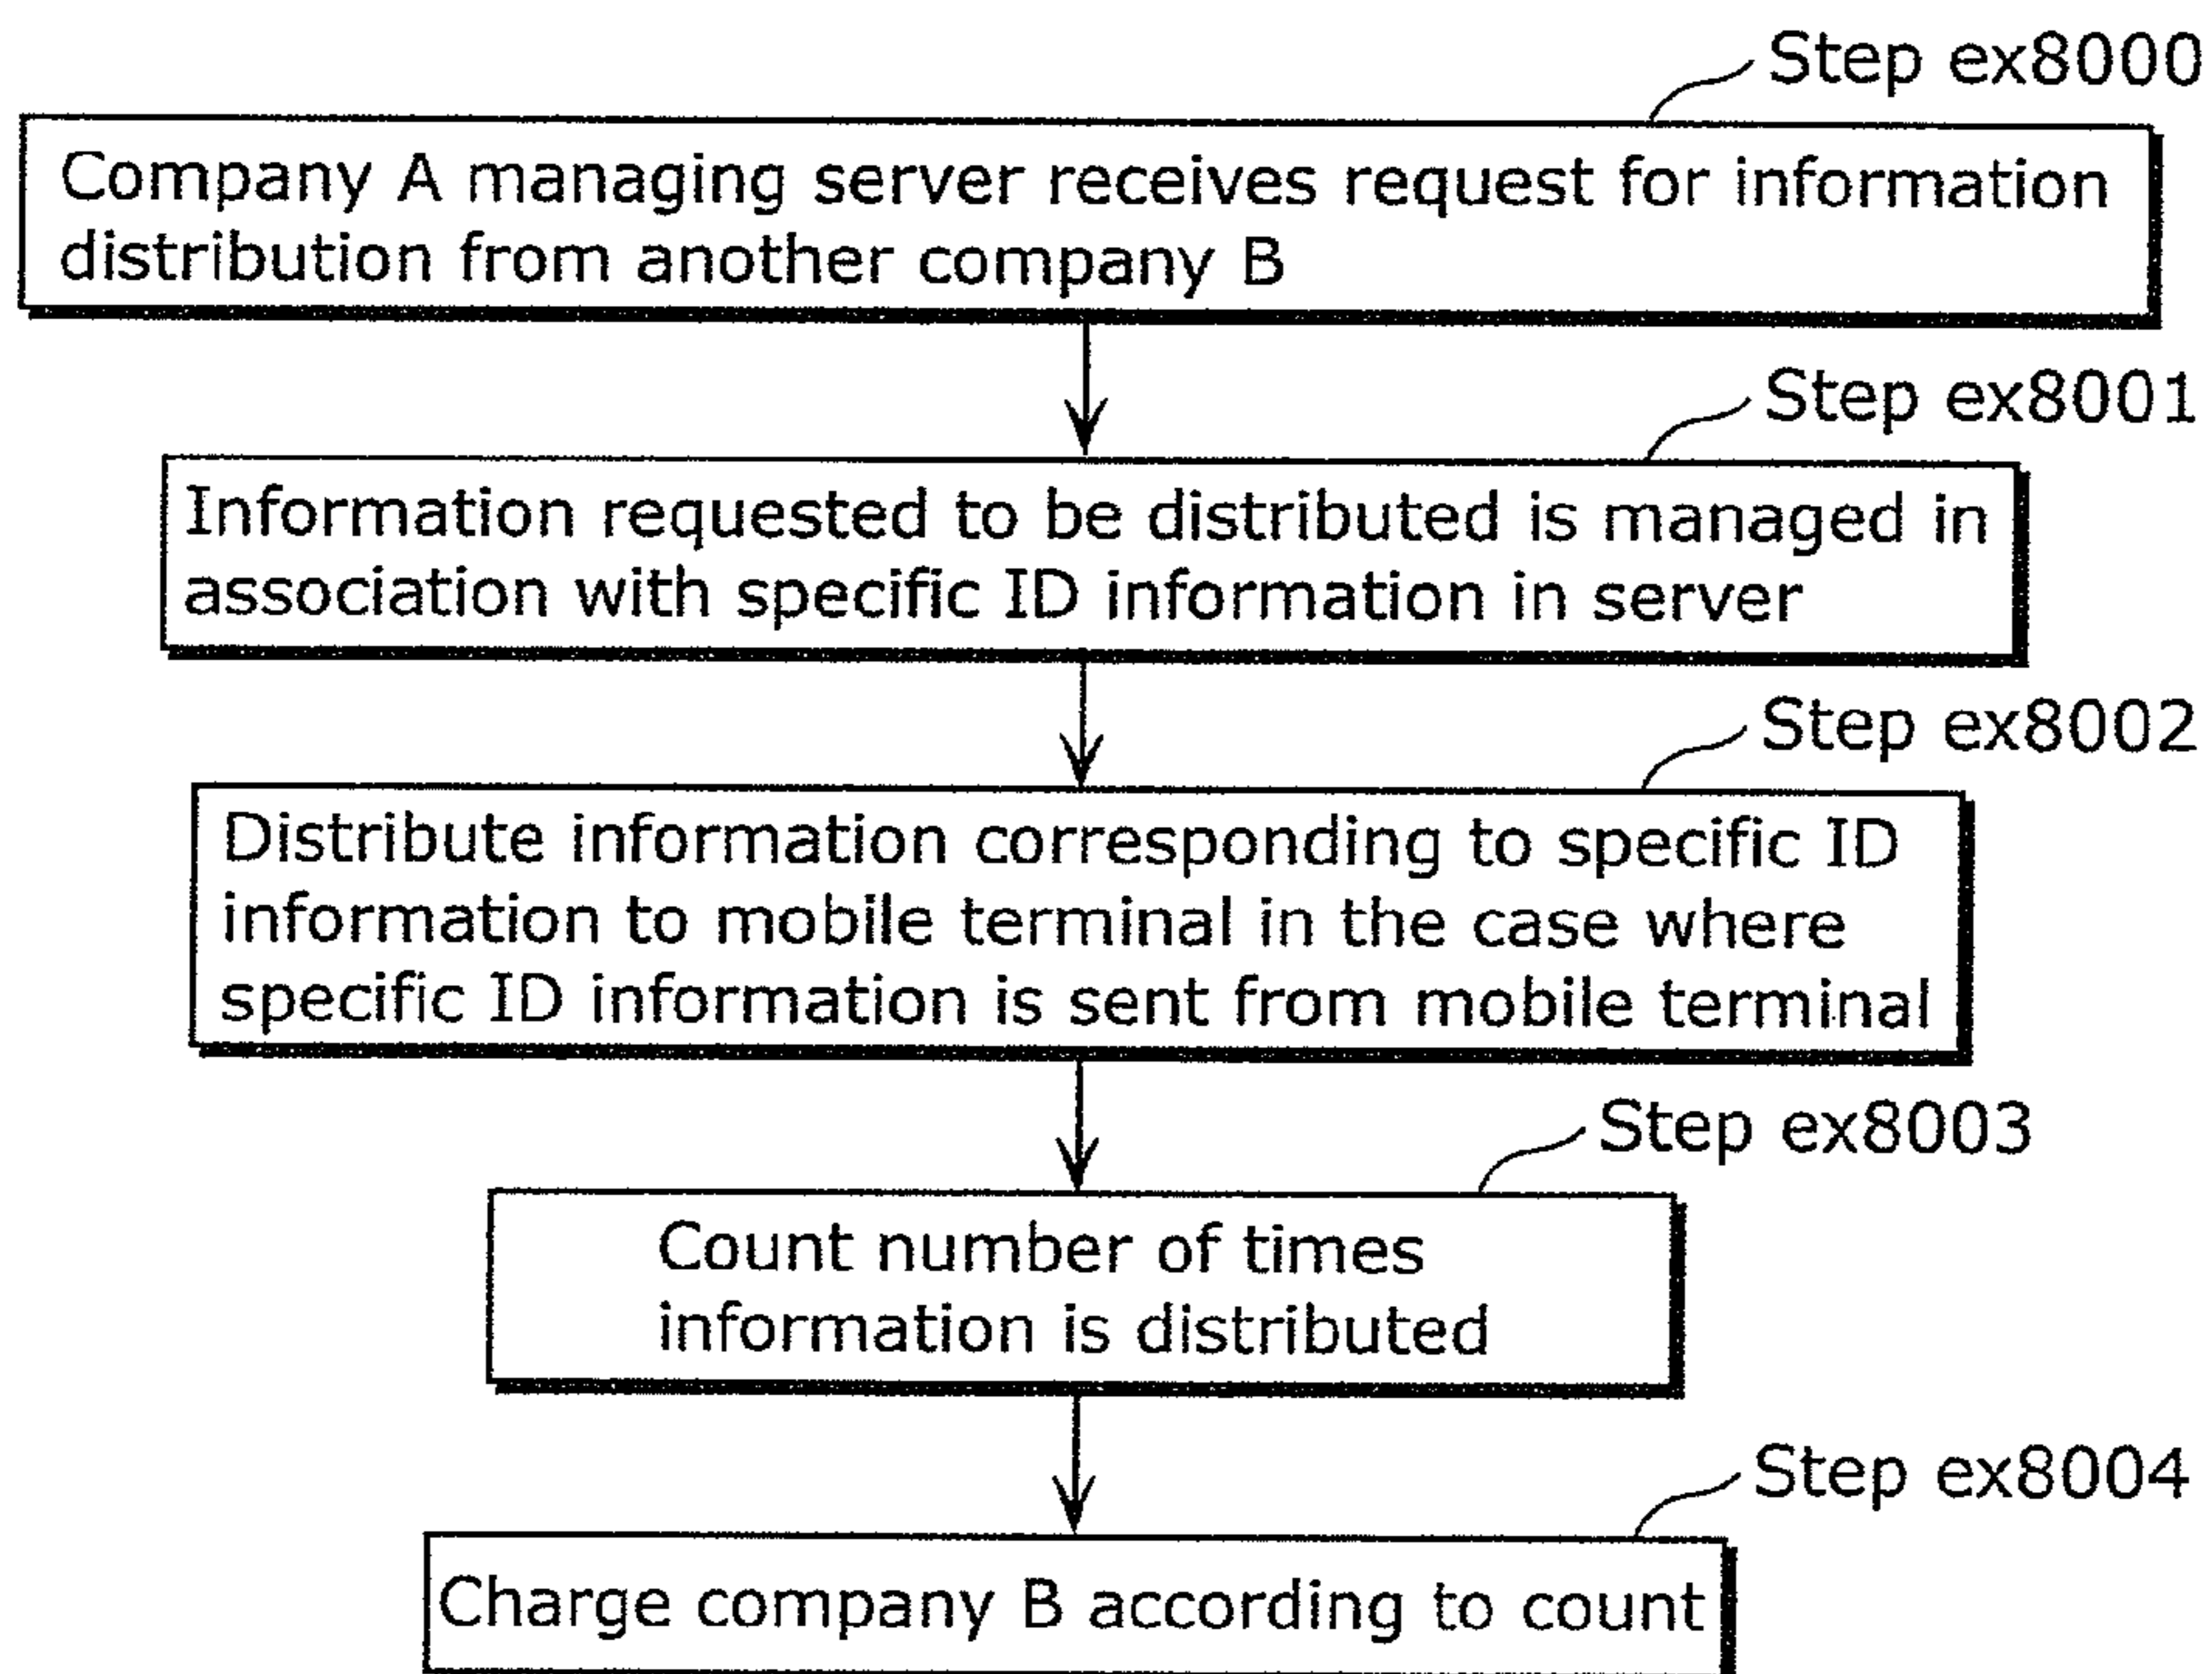 Step ex8000
Company A managing server receives request for information
distribution from another company B
Step ex8001
Information requested to be distributed is managed in
association with specific ID information in server
Step ex8002
Distribute information corresponding to specific ID
information to mobile terminal in the case where
specific ID information is sent from mobile terminal
Step ex8003
Count number of times
information is distributed
Step ex8004
Charge company B according to count